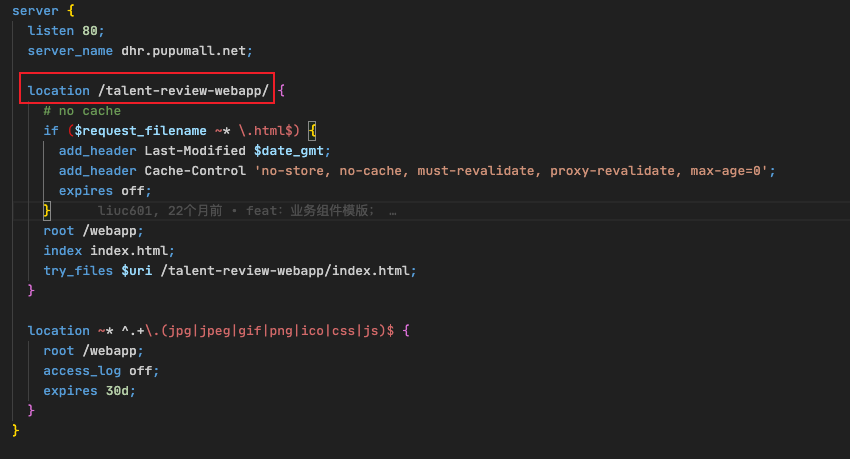 server {
listen 80;
server_name dhr.pupumall.net;
location /talent-review-webapp/ {
# no cache
if ($request_filename ~* \.html$) {
add_header Last-Modified $date_gmt;
add_header Cache-Control 'no-store, no-cache, must-revalidate, proxy-revalidate, max-age=0';
expires off;
} liuc601, 22个月前 • feat: 业务组件模版; …
root /webapp;
index index.html;
try_files $uri /talent-review-webapp/index.html;
}
location ~* ^.+\.(jpg|jpeg|gif|png|ico|css|js)$ {
root /webapp;
access_log off;
expires 30d;
}
}